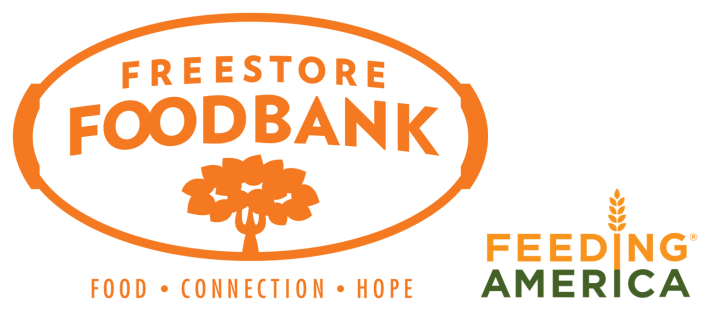 FREESTORE
FOODBANK
FOOD • CONNECTION • HOPE
FEEDING®
AMERICA